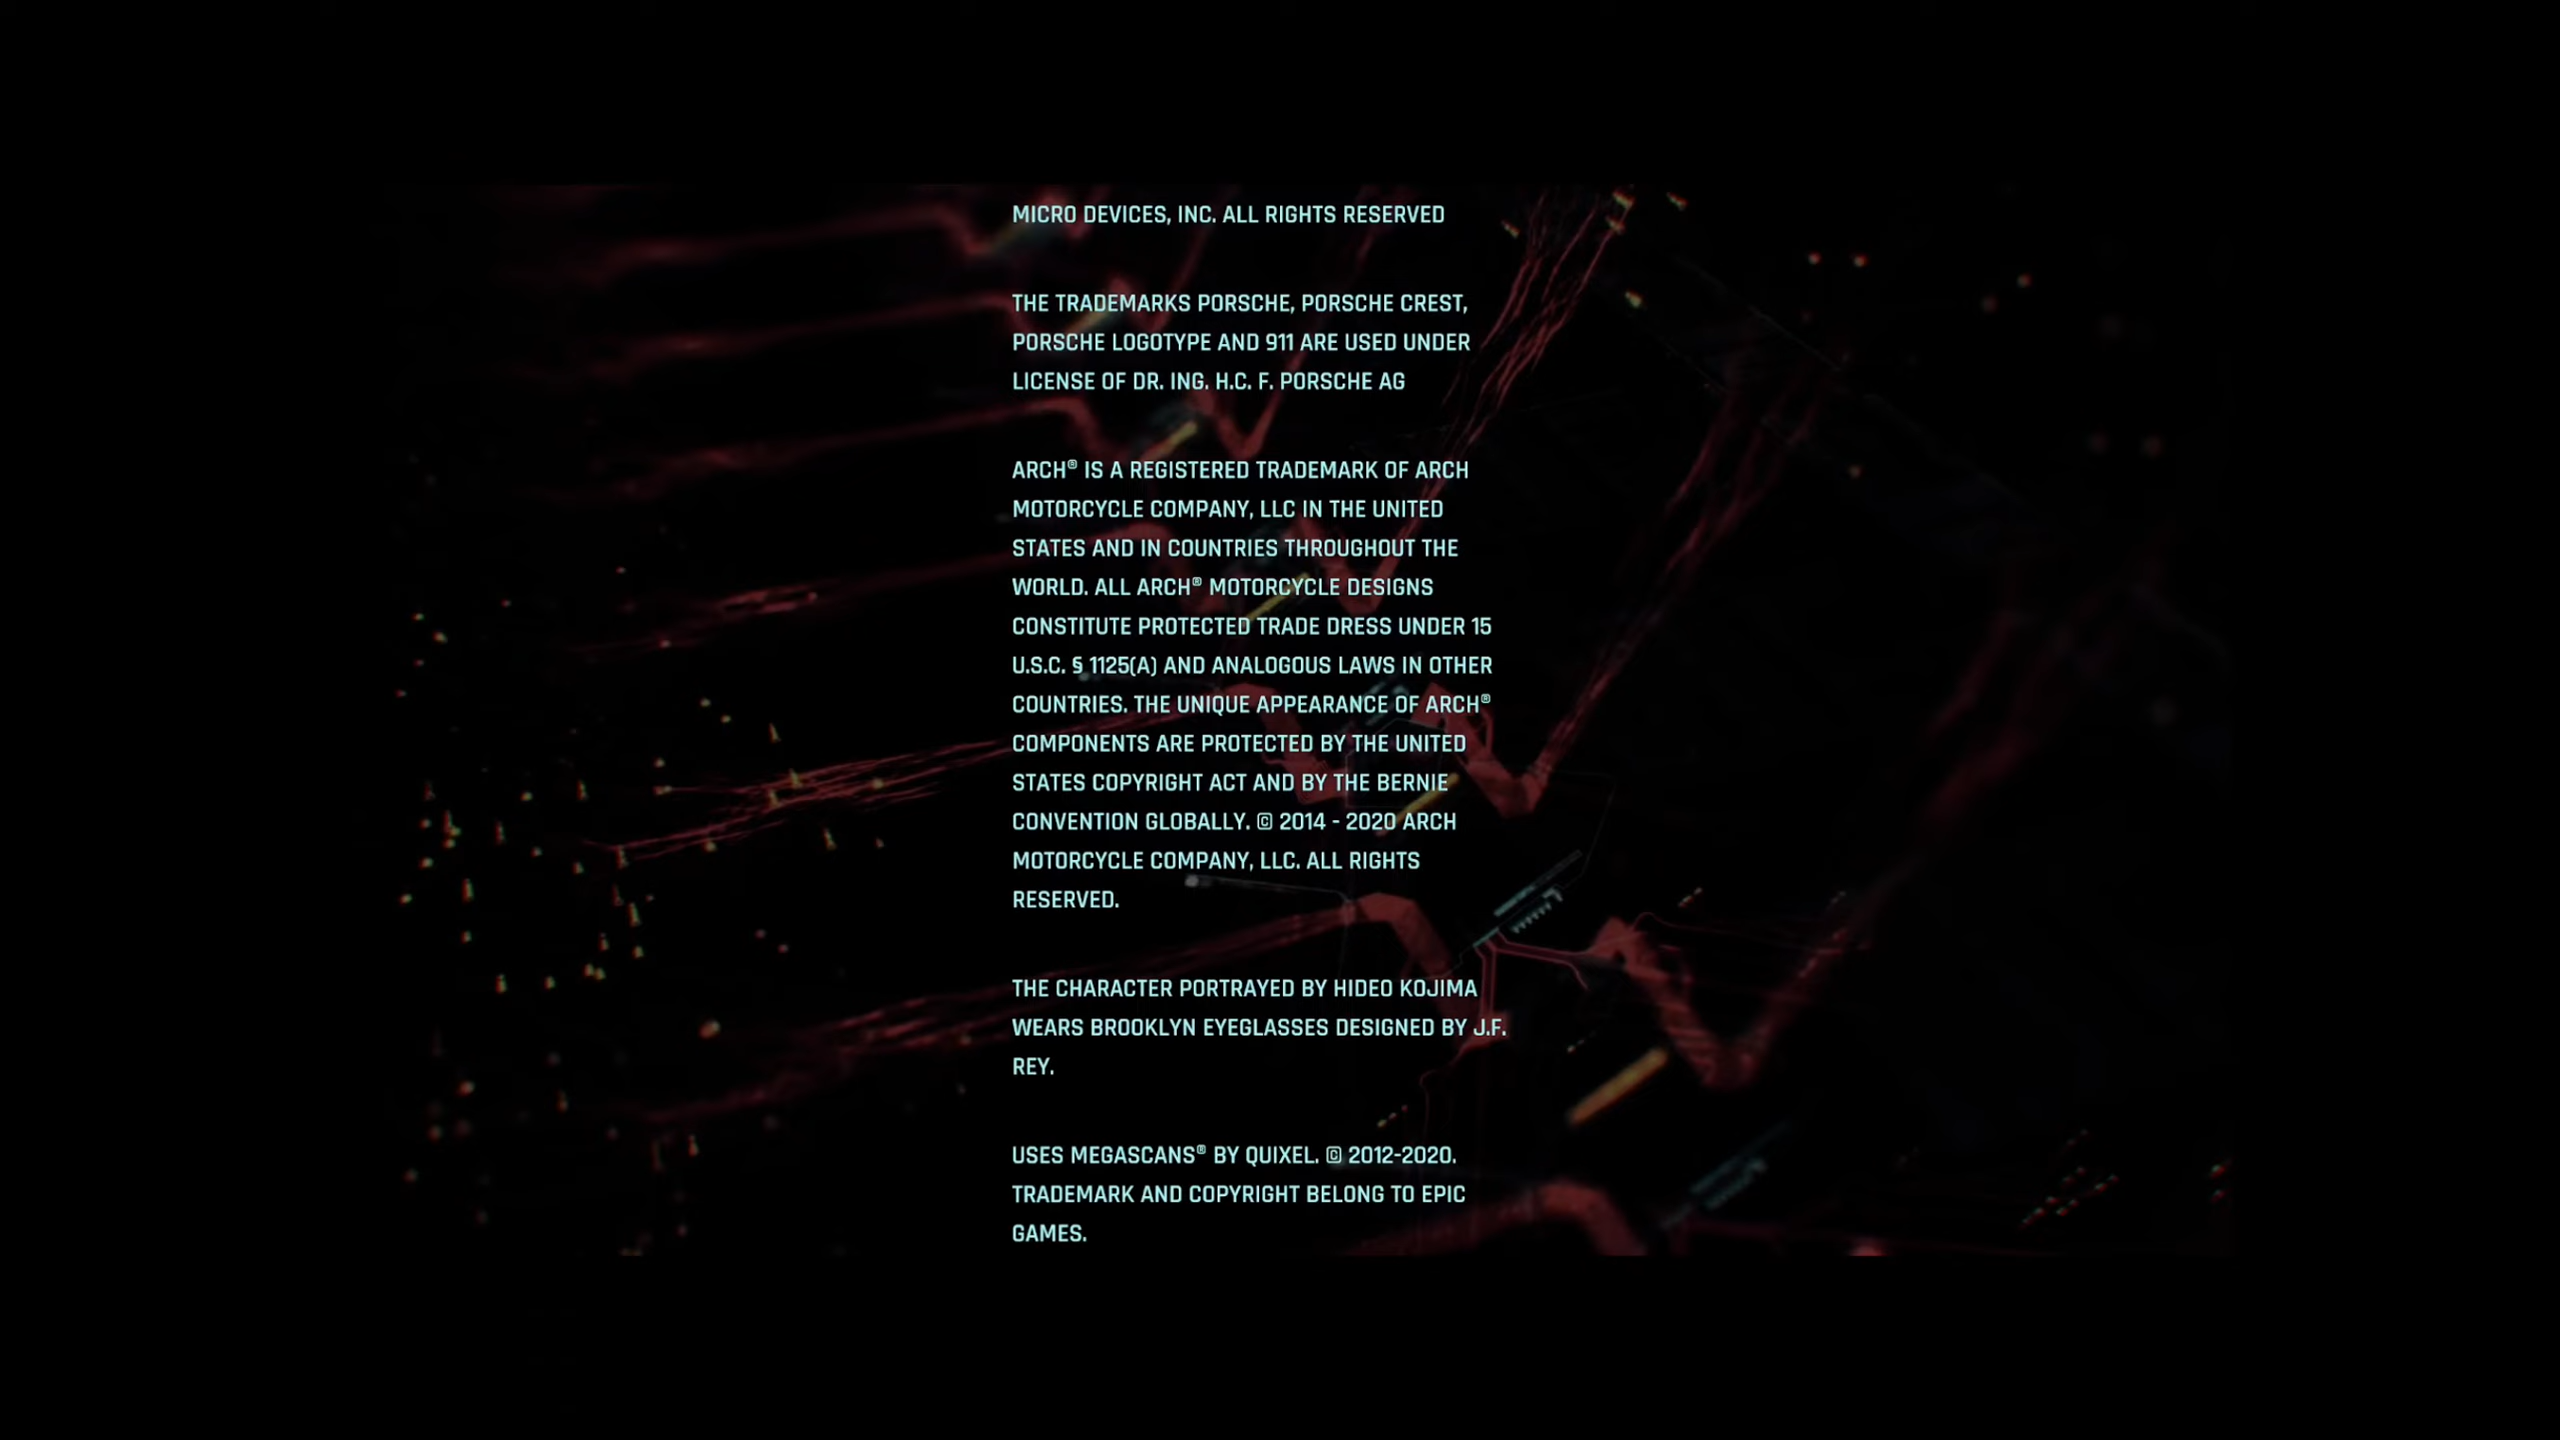 MICRO DEVICES, INC. ALL RIGHTS RESERVED
THE TRADEMARKS PORSCHE, PORSCHE CREST,
PORSCHE LOGOTYPE AND 911 ARE USED UNDER
LICENSE OF DR. ING. H.C. F. PORSCHE AG
ARCH® IS A REGISTERED TRADEMARK OF ARCH
MOTORCYCLE COMPANY, LLC IN THE UNITED
STATES AND IN COUNTRIES THROUGHOUT THE
WORLD. ALL ARCH® MOTORCYCLE DESIGNS
CONSTITUTE PROTECTED TRADE DRESS UNDER 15
U.S.C. § 1125(A) AND ANALOGOUS LAWS IN OTHER
COUNTRIES. THE UNIQUE APPEARANCE OF ARCH®
COMPONENTS ARE PROTECTED BY THE UNITED
STATES COPYRIGHT ACT AND BY THE BERNIE
CONVENTION GLOBALLY. © 2014 - 2020 ARCH
MOTORCYCLE COMPANY, LLC. ALL RIGHTS
RESERVED.
THE CHARACTER PORTRAYED BY HIDEO KOJIMA
WEARS BROOKLYN EYEGLASSES DESIGNED BY J.F.
REY.
USES MEGASCANS® BY QUIXEL. © 2012-2020.
TRADEMARK AND COPYRIGHT BELONG TO EPIC
GAMES.